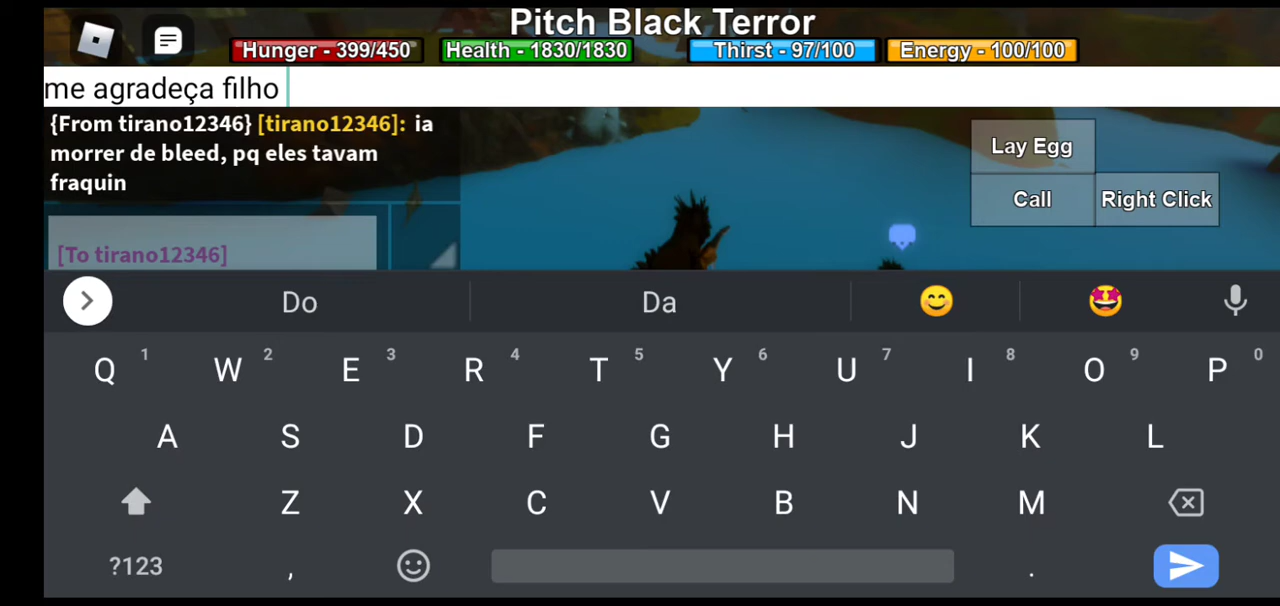 Pitch Black Terror
Hunger - 399/450 Health - 1830/1830 Thirst - 97/100 Energy - 100/100
me agradeça filho
{From tirano12346} [tirano12346]: ia
morrer de bleed, pq eles tavam
fraquin
Lay Egg
Call Right Click
[To tirano12346]
Do Da
Q 1 W 2 E 3 R 4 T 5 Y 6 U 7 I 8 O 9 P 0
A S D F G H J K L
Z X C V B N M
?123 , .